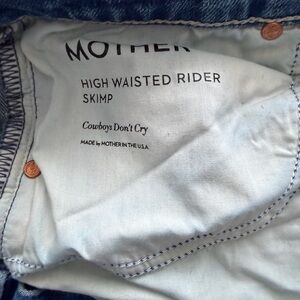 MOTHER
HIGH WAISTED RIDER
SKIMP
Cowboys Don't Cry
MADE by MOTHER IN THE U.S.A.